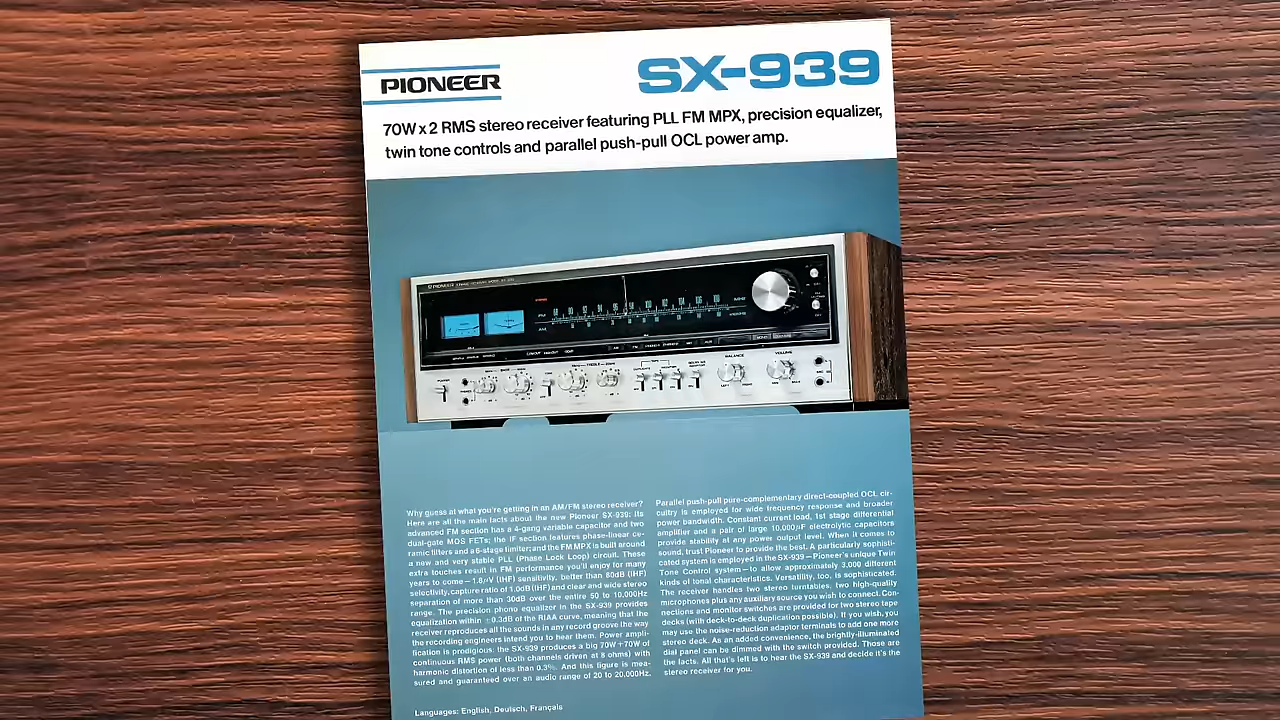 PIONEER
SX-939
70W x 2 RMS stereo receiver featuring PLL FM MPX, precision equalizer,
twin tone controls and parallel push-pull OCL power amp.
PIONEER
BALANCE
VOLUME
Why guess at what you're getting in an AM/FM stereo receiver?
Here are all the main facts about the new Pioneer SX-939: Its
advanced FM section has a 4-gang variable capacitor and two
dual-gate MOS FETs; the IF section features phase-linear ce-
ramic filters and a 6-stage limiter; and the FM MPX is built around
a new and very stable PLL (Phase Lock Loop) circuit. These
extra touches result in FM performance you'll enjoy for many
years to come—1.8μV (IHF) sensitivity, better than 80dB (IHF)
selectivity, capture ratio of 1.0dB (IHF) and clear and wide stereo
separation of more than 30dB over the entire 50 to 10,000Hz
range. The precision phono equalizer in the SX-939 provides
equalization within ±0.3dB of the RIAA curve, meaning that the
receiver reproduces all the sounds in any record groove the way
the recording engineers intend you to hear them. Power ampli-
fication is prodigious: the SX-939 produces a big 70W+70W of
continuous RMS power (both channels driven at 8 ohms) with
harmonic distortion of less than 0.3%. And this figure is mea-
sured and guaranteed over an audio range of 20 to 20,000Hz.
Parallel push-pull pure-complementary direct-coupled OCL cir-
cuitry is employed for wide frequency response and broader
power bandwidth. Constant current load, 1st stage differential
amplifier and a pair of large 10,000μF electrolytic capacitors
provide stability at any power output level. When it comes to
sound, trust Pioneer to provide the best. A particularly sophisti-
cated system is employed in the SX-939—Pioneer's unique Twin
Tone Control system—to allow approximately 3,000 different
kinds of tonal characteristics. Versatility, too, is sophisticated.
The receiver handles two stereo turntables, two high-quality
microphones plus any auxiliary source you wish to connect. Con-
nections and monitor switches are provided for two stereo tape
decks (with deck-to-deck duplication possible). If you wish, you
may use the noise-reduction adaptor terminals to add one more
stereo deck. As an added convenience, the brightly-illuminated
dial panel can be dimmed with the switch provided. Those are
the facts. All that's left is to hear the SX-939 and decide it's the
stereo receiver for you.
Languages: English, Deutsch, Français